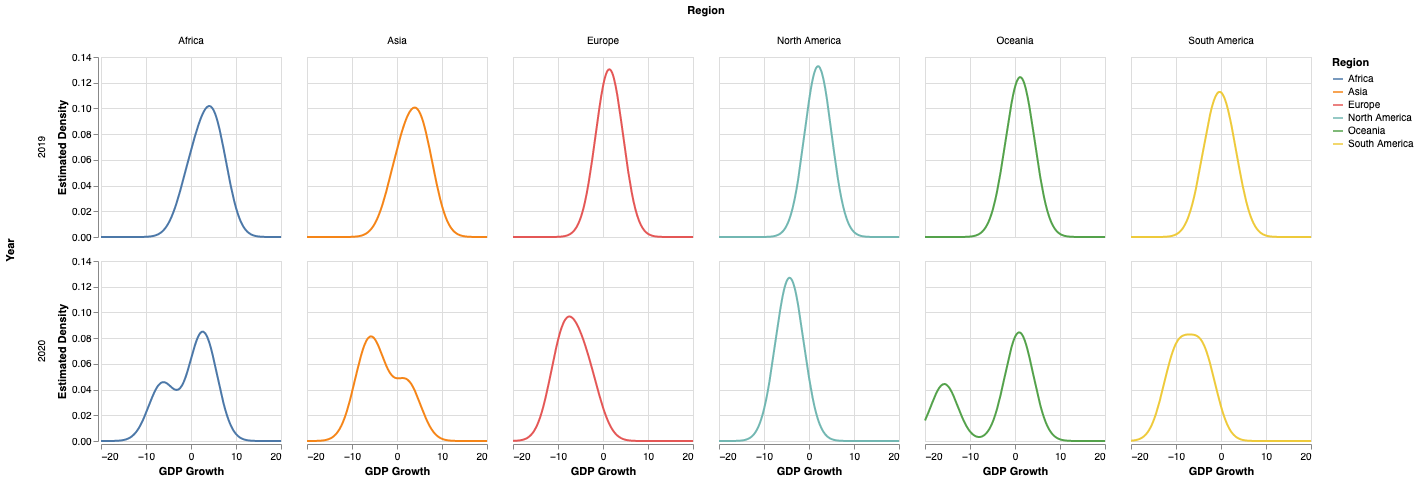 Region
Africa Asia Europe North America Oceania South America
Region
Africa
Asia
Europe
North America
Oceania
South America
Year
2019
Estimated Density
0.14
0.12
0.10
0.08
0.06
0.04
0.02
0.00
2020
Estimated Density
0.14
0.12
0.10
0.08
0.06
0.04
0.02
0.00
−20 −10 0 10 20 −20 −10 0 10 20 −20 −10 0 10 20 −20 −10 0 10 20 −20 −10 0 10 20 −20 −10 0 10 20
GDP Growth GDP Growth GDP Growth GDP Growth GDP Growth GDP Growth